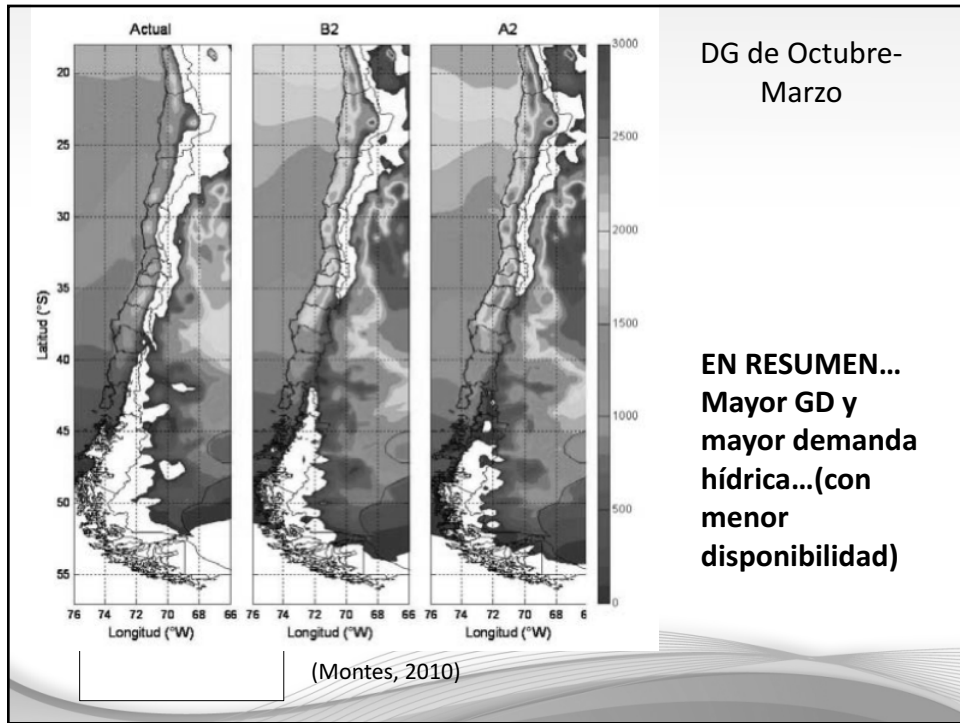 Actual
B2
A2
20
25
30
35
40
45
50
55
Latitud (°S)
76 74 72 70 68 66
76 74 72 70 68 66
76 74 72 70 68 6
Longitud (°W)
Longitud (°W)
Longitud (°W)
3000
2500
2000
1500
1000
500
0
DG de Octubre-
Marzo
EN RESUMEN...
Mayor GD y
mayor demanda
hídrica...(con
menor
disponibilidad)
(Montes, 2010)